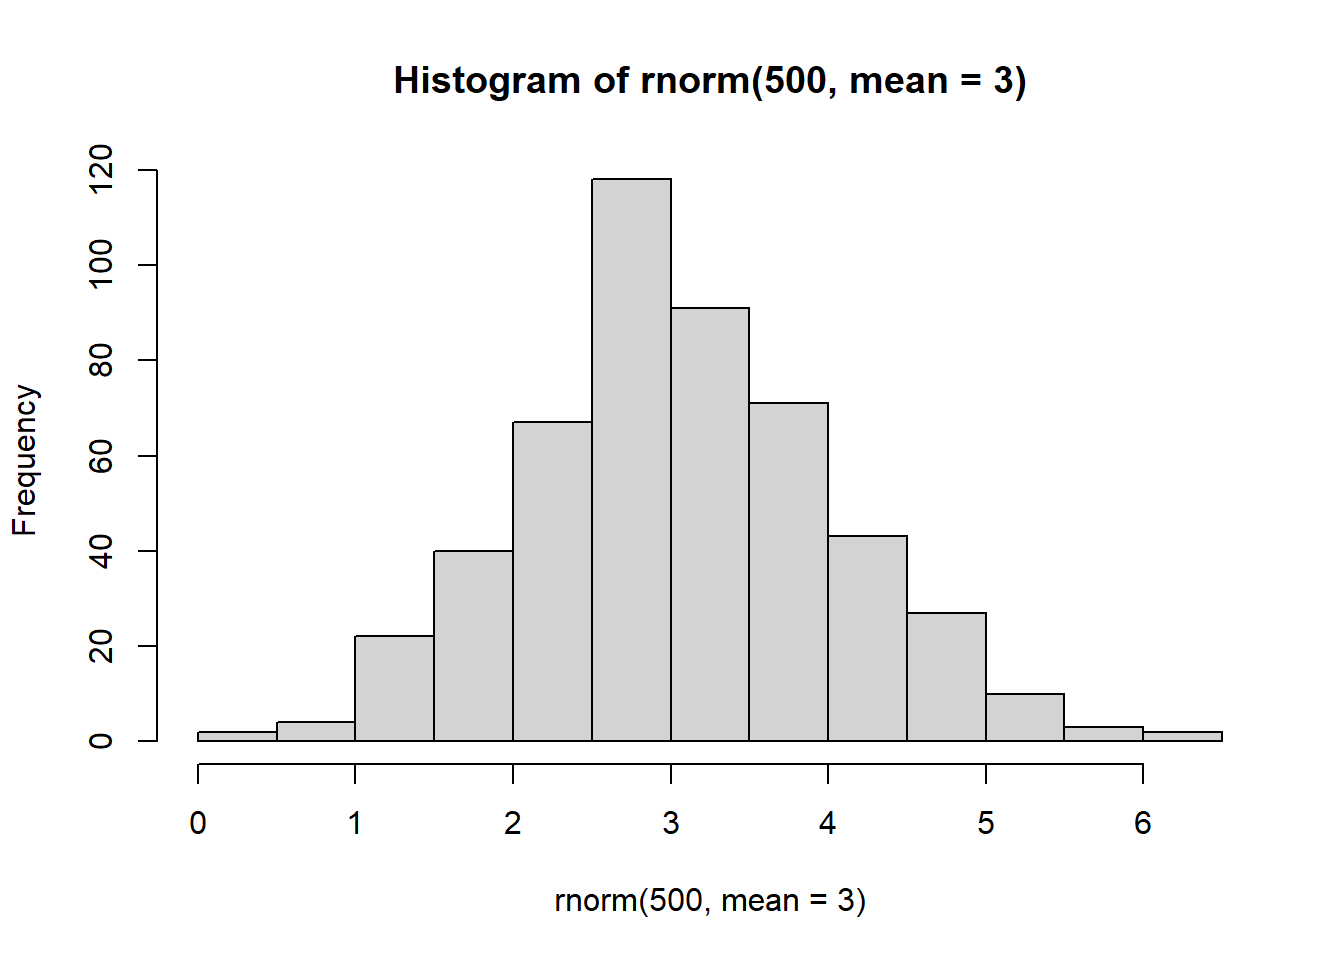 Histogram of rnorm(500, mean = 3)
Frequency
120
100
80
60
40
20
0
0 1 2 3 4 5 6
rnorm(500, mean = 3)